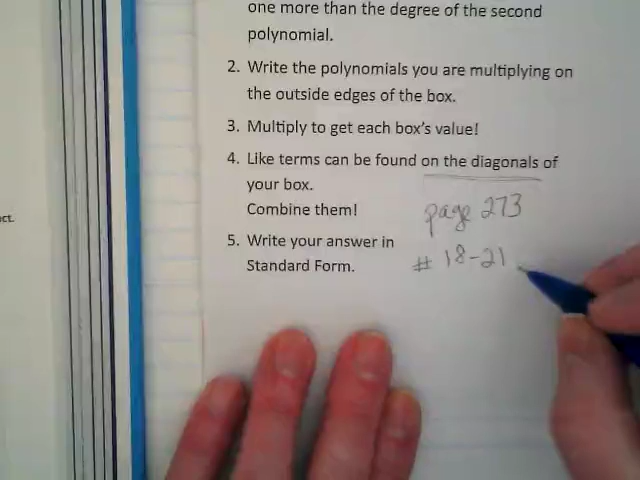 one more than the degree of the second
polynomial.
2. Write the polynomials you are multiplying on
the outside edges of the box.
3. Multiply to get each box's value!
4. Like terms can be found on the diagonals of
your box.
Combine them!
page 273
5. Write your answer in
Standard Form.
# 18-21
ct.